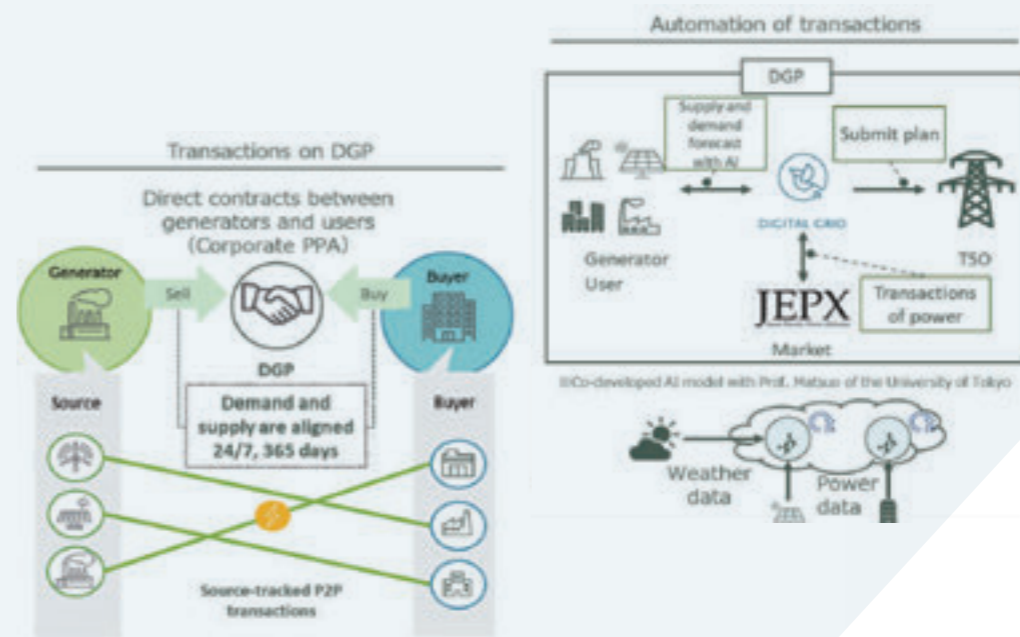 Transactions on DGP
Direct contracts between
generators and users
(Corporate PPA)
Generator
Sell
Buy
Buyer
DGP
Source
Demand and
supply are aligned
24/7, 365 days
Buyer
Source-tracked P2P
transactions
Automation of transactions
DGP
Supply and
demand
forecast
with AI
Submit plan
DIGITAL GRID
Generator
User
TSO
JEPX
Transactions
of power
Market
※Co-developed AI model with Prof. Matsuo of the University of Tokyo
Weather
data
Power
data